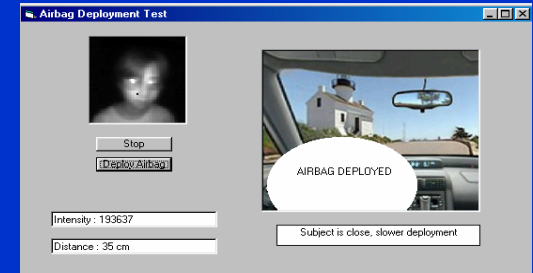 Airbag Deployment Test
Stop
Deploy Airbag
AIRBAG DEPLOYED
Intensity : 193637
Distance : 35 cm
Subject is close, slower deployment